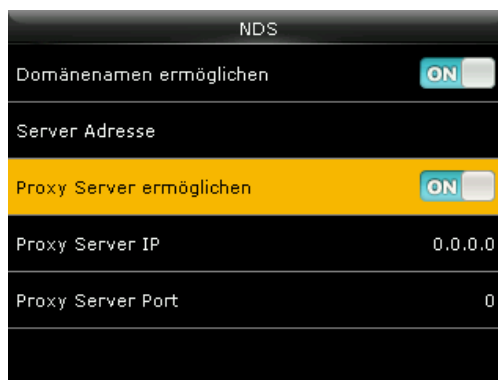 NDS
Domänenamen ermöglichen ON
Server Adresse
Proxy Server ermöglichen ON
Proxy Server IP 0.0.0.0
Proxy Server Port 0